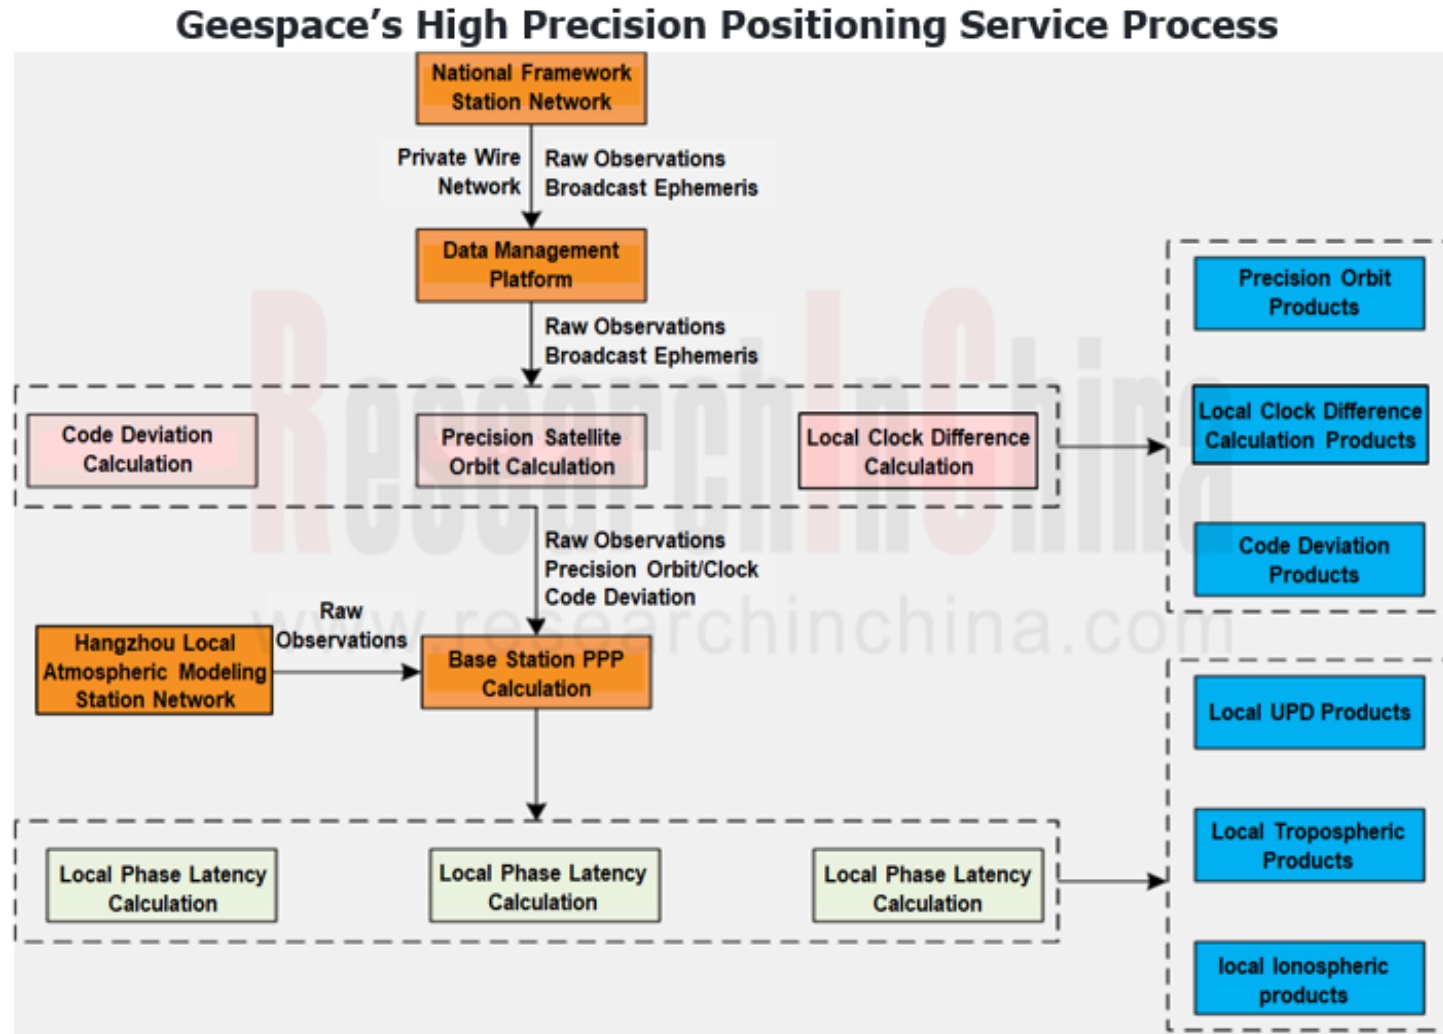 Geespace’s High Precision Positioning Service Process
National Framework
Station Network
Private Wire
Network
Raw Observations
Broadcast Ephemeris
Data Management
Platform
Raw Observations
Broadcast Ephemeris
Code Deviation
Calculation
Precision Satellite
Orbit Calculation
Local Clock Difference
Calculation
Precision Orbit
Products
Local Clock Difference
Calculation Products
Code Deviation
Products
Raw Observations
Precision Orbit/Clock
Code Deviation
Raw
Observations
Hangzhou Local
Atmospheric Modeling
Station Network
Base Station PPP
Calculation
Local Phase Latency
Calculation
Local Phase Latency
Calculation
Local Phase Latency
Calculation
Local UPD Products
Local Tropospheric
Products
local Ionospheric
products
ResearchInChina
www.researchinchina.com